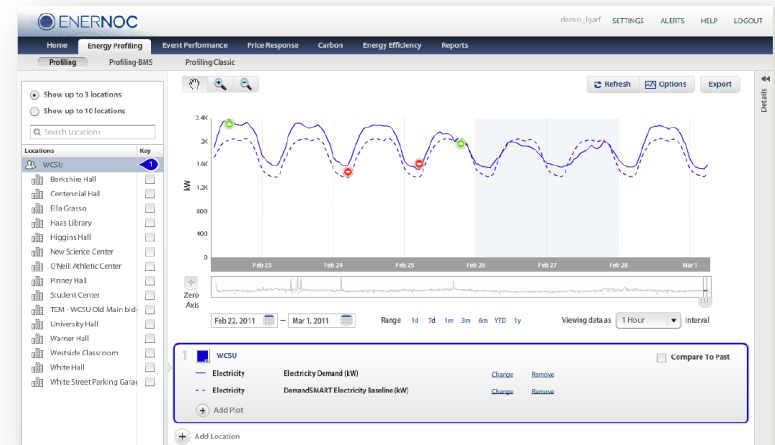 ENERNOC
demo_lgarf SETTINGS ALERTS HELP LOGOUT
Home Energy Profiling Event Performance Price Response Carbon Energy Efficiency Reports
Profiling Profiling-BMS Profiling Classic
Show up to 3 locations
Show up to 10 locations
Search Locations
Locations Key
WCSU 1
Berkshire Hall
Centennial Hall
Ella Grasso
Haas Library
Higgins Hall
New Science Center
O'Neill Athletic Center
Pinney Hall
Student Center
TEM - WCSU Old Main bldg
University Hall
Warner Hall
Westside Classroom
White Hall
White Street Parking Garag
Refresh Options Export
Details
kW
2.4K
2K
1.6K
1.2K
800
400
0
Feb 23 Feb 24 Feb 25 Feb 26 Feb 27 Feb 28 Mar 1
Zero
Axis
Feb 22, 2011 – Mar 1, 2011 Range 1d 7d 1m 3m 6m YTD 1y Viewing data as 1 Hour interval
1 WCSU Compare To Past
Electricity Electricity Demand (kW) Change Remove
Electricity DemandSMART Electricity Baseline (kW) Change Remove
Add Plot
Add Location